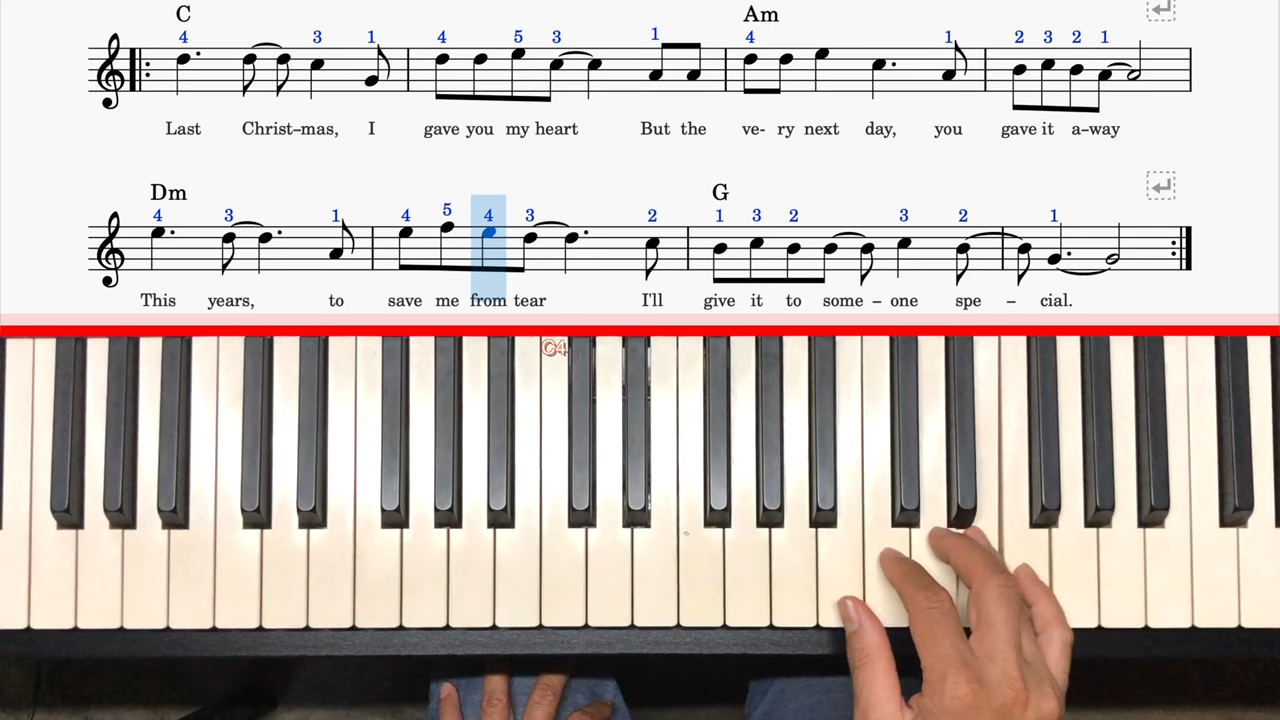 C Am
4 3 1 4 5 3 1 4 1 2 3 2 1
Last Christ-mas, I gave you my heart But the ve- ry next day, you gave it a-way
Dm G
4 3 1 4 5 4 3 2 1 3 2 3 2 1
This years, to save me from tear I'll give it to some - one spe - cial.
C4